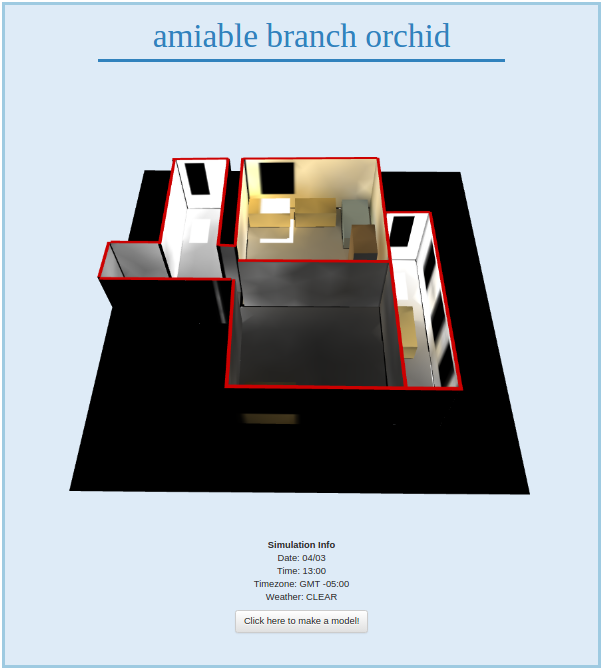 amiable branch orchid
Simulation Info
Date: 04/03
Time: 13:00
Timezone: GMT -05:00
Weather: CLEAR
Click here to make a model!